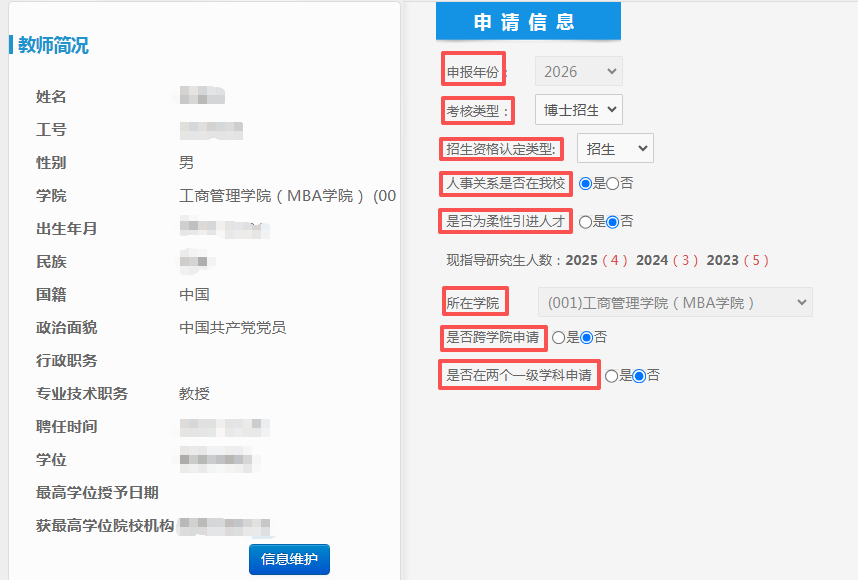 教师简况
姓名
工号
性别 男
学院 工商管理学院（MBA学院）(00
出生年月
民族
国籍 中国
政治面貌 中国共产党党员
行政职务
专业技术职务 教授
聘任时间
学位
最高学位授予日期
获最高学位院校机构
信息维护
申请信息
申报年份： 2026
考核类型： 博士招生
招生资格认定类型: 招生
人事关系是否在我校 是 否
是否为柔性引进人才 是 否
现指导研究生人数：2025（4） 2024（3） 2023（5）
所在学院 (001)工商管理学院（MBA学院）
是否跨学院申请 是 否
是否在两个一级学科申请 是 否